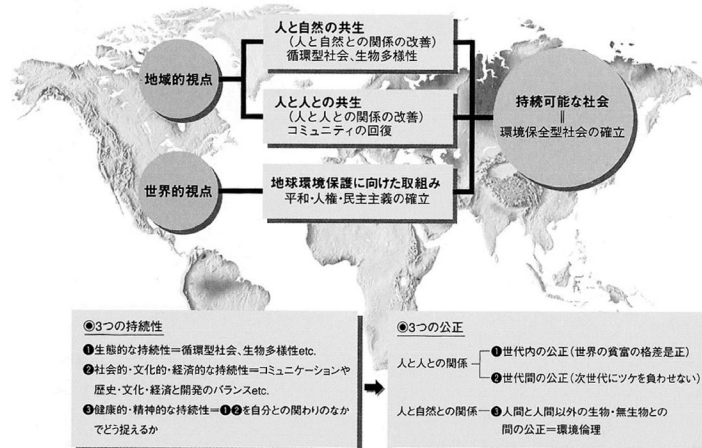 地域的視点
人と自然の共生
(人と自然との関係の改善)
循環型社会、生物多様性
人と人との共生
(人と人との関係の改善)
コミュニティの回復
世界的視点
地球環境保護に向けた取組み
平和・人権・民主主義の確立
持続可能な社会
||
環境保全型社会の確立
◉3つの持続性
❶生態的な持続性＝循環型社会、生物多様性etc.
❷社会的・文化的・経済的な持続性＝コミュニケーションや
歴史・文化・経済と開発のバランスetc.
❸健康的・精神的な持続性＝❶❷を自分との関わりのなか
でどう捉えるか
◉3つの公正
人と人との関係
❶世代内の公正(世界の貧富の格差是正)
❷世代間の公正(次世代にツケを負わせない)
人と自然との関係
❸人間と人間以外の生物・無生物との
間の公正＝環境倫理